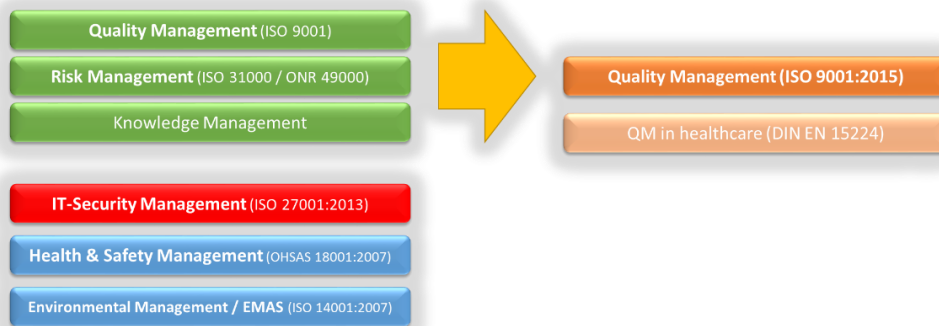 Quality Management (ISO 9001)
Risk Management (ISO 31000 / ONR 49000)
Knowledge Management
IT-Security Management (ISO 27001:2013)
Health & Safety Management (OHSAS 18001:2007)
Environmental Management / EMAS (ISO 14001:2007)
Quality Management (ISO 9001:2015)
QM in healthcare (DIN EN 15224)